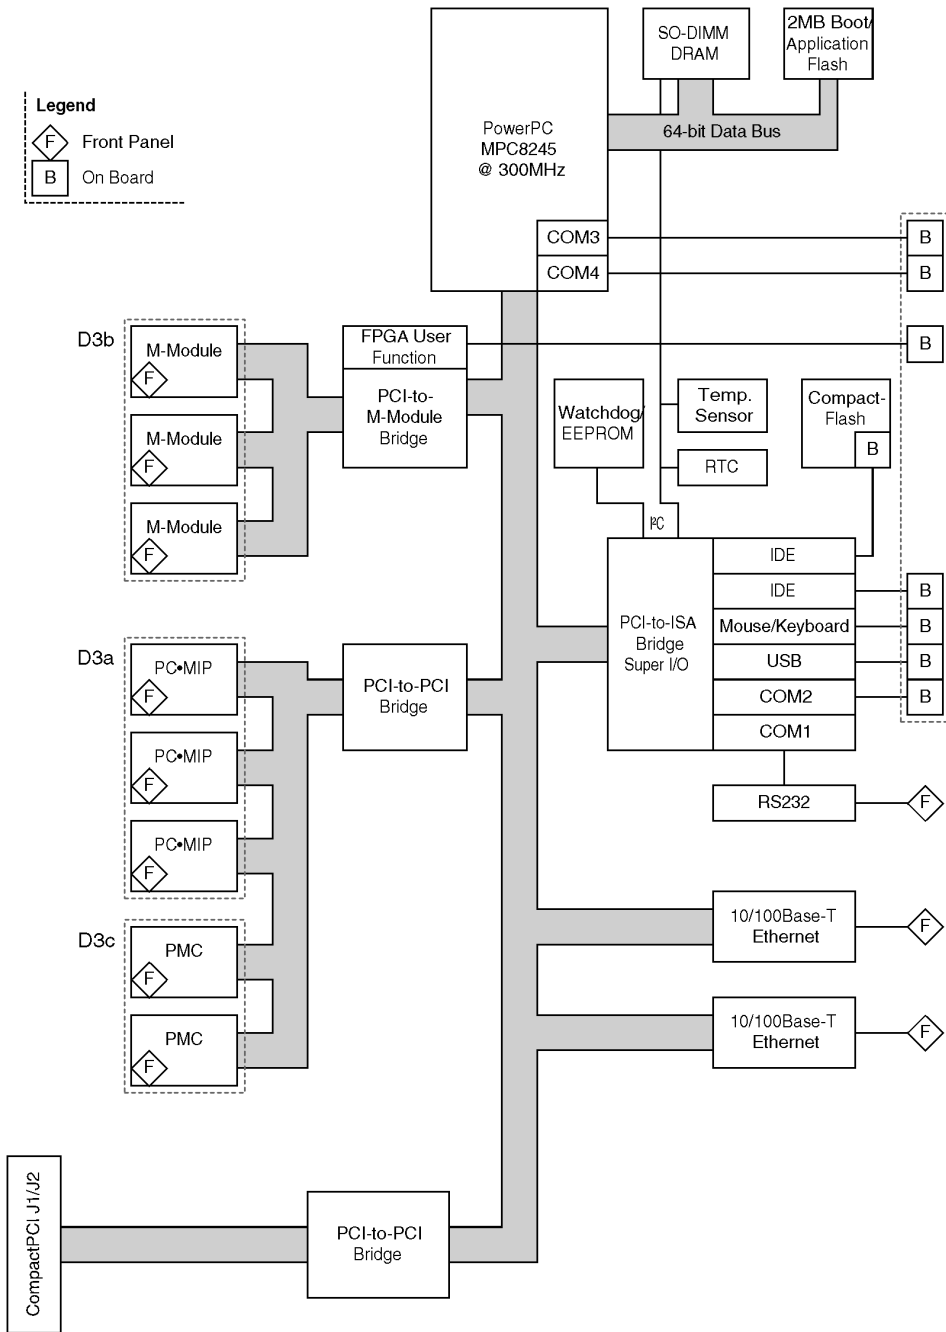 SO-DIMM
DRAM
2MB Boot/
Application
Flash
Legend
F
Front Panel
B
On Board
PowerPC
MPC8245
@ 300MHz
64-bit Data Bus
COM3
B
COM4
B
D3b
M-Module
F
M-Module
F
M-Module
F
FPGA User
Function
B
PCI-to-
M-Module
Bridge
Watchdog/
EEPROM
Temp.
Sensor
RTC
Compact-
Flash
B
I²C
PCI-to-ISA
Bridge
Super I/O
IDE
IDE
B
Mouse/Keyboard
B
USB
B
COM2
B
COM1
RS232
F
D3a
PC•MIP
F
PC•MIP
F
PC•MIP
F
PCI-to-PCI
Bridge
D3c
PMC
F
PMC
F
10/100Base-T
Ethernet
F
10/100Base-T
Ethernet
F
CompactPCI J1/J2
PCI-to-PCI
Bridge